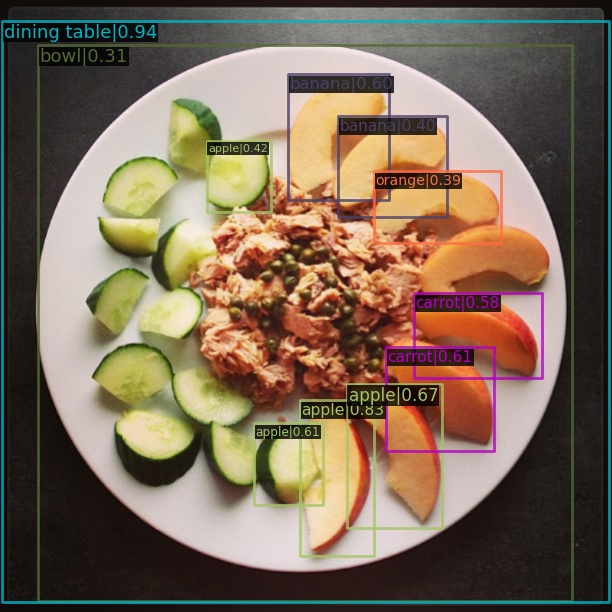 dining table|0.94
bowl|0.31
banana|0.60
banana|0.40
apple|0.42
orange|0.39
carrot|0.58
carrot|0.61
apple|0.67
apple|0.83
apple|0.61